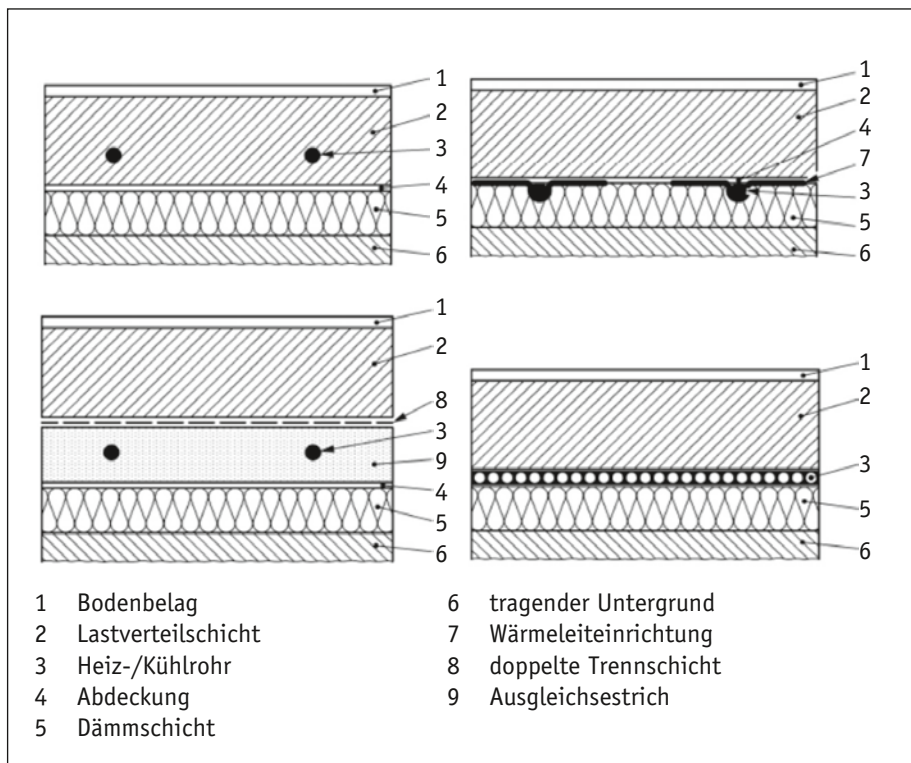 1
2
3
4
5
6
1
2
4
7
3
5
6
1
2
8
3
9
4
5
6
1
2
3
5
6
1 Bodenbelag
2 Lastverteilschicht
3 Heiz-/Kühlrohr
4 Abdeckung
5 Dämmschicht
6 tragender Untergrund
7 Wärmeleiteinrichtung
8 doppelte Trennschicht
9 Ausgleichsestrich